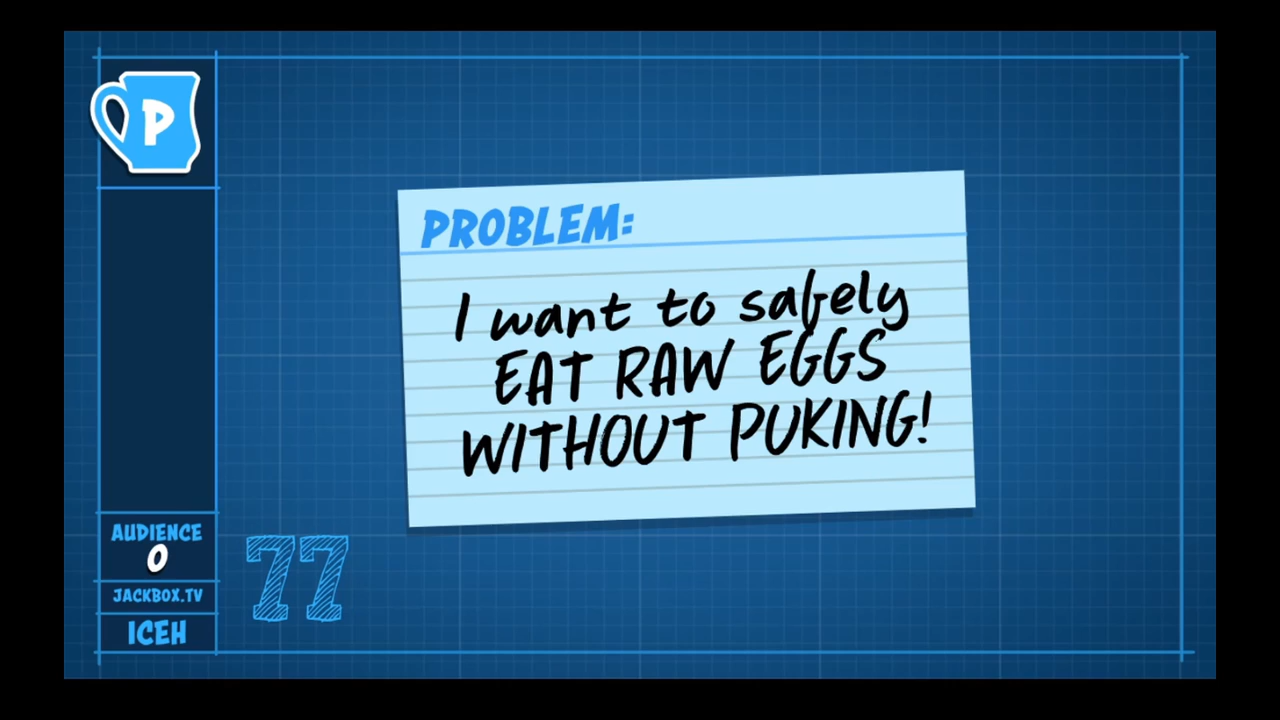 P
PROBLEM:
I want to safely
EAT RAW EGGS
WITHOUT PUKING!
AUDIENCE
0
JACKBOX.TV
ICEH
77